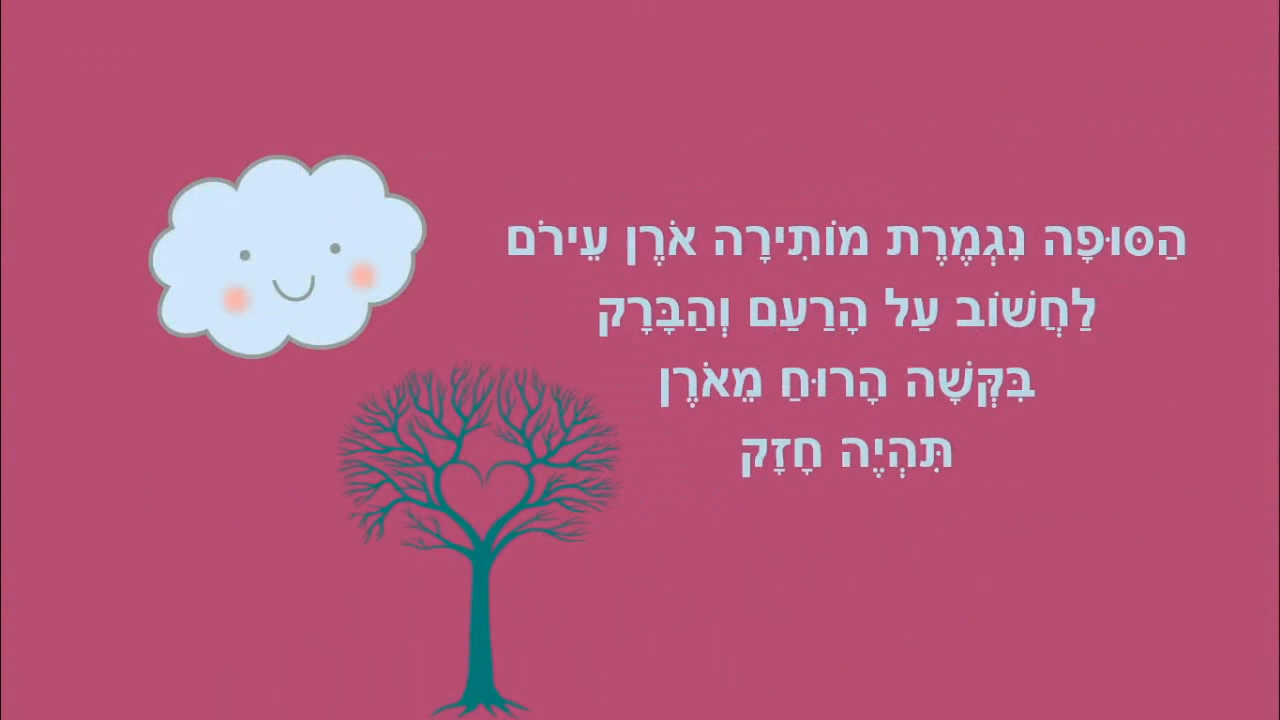 הַסּוּפָה נִגְמֶרֶת מוֹתִירָה אֹרֶן עֵירֹם
לַחֲשׁוֹב עַל הָרַעַם וְהַבָּרָק
בִּקְּשָׁה הָרוּחַ מֵאֹרֶן
תִּהְיֶה חָזָק